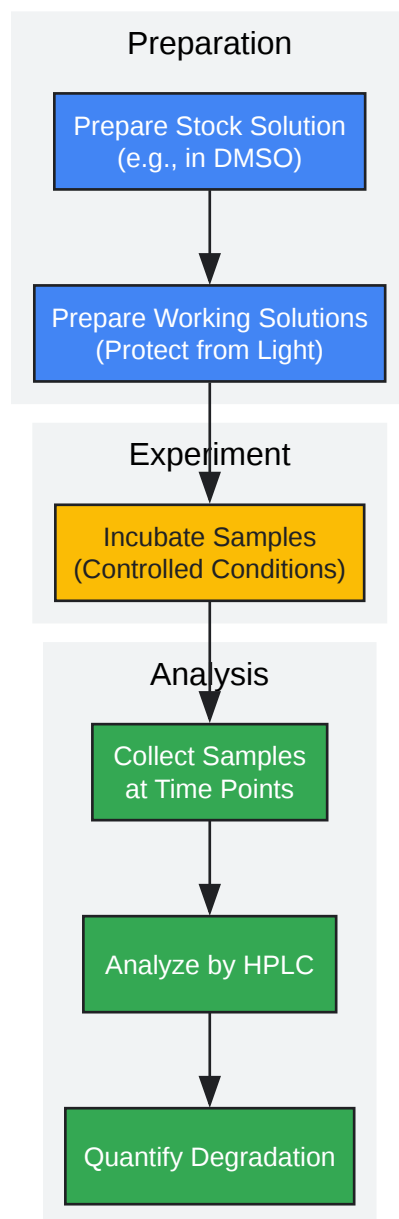 Preparation
Prepare Stock Solution
(e.g., in DMSO)
Prepare Working Solutions
(Protect from Light)
Experiment
Incubate Samples
(Controlled Conditions)
Analysis
Collect Samples
at Time Points
Analyze by HPLC
Quantify Degradation